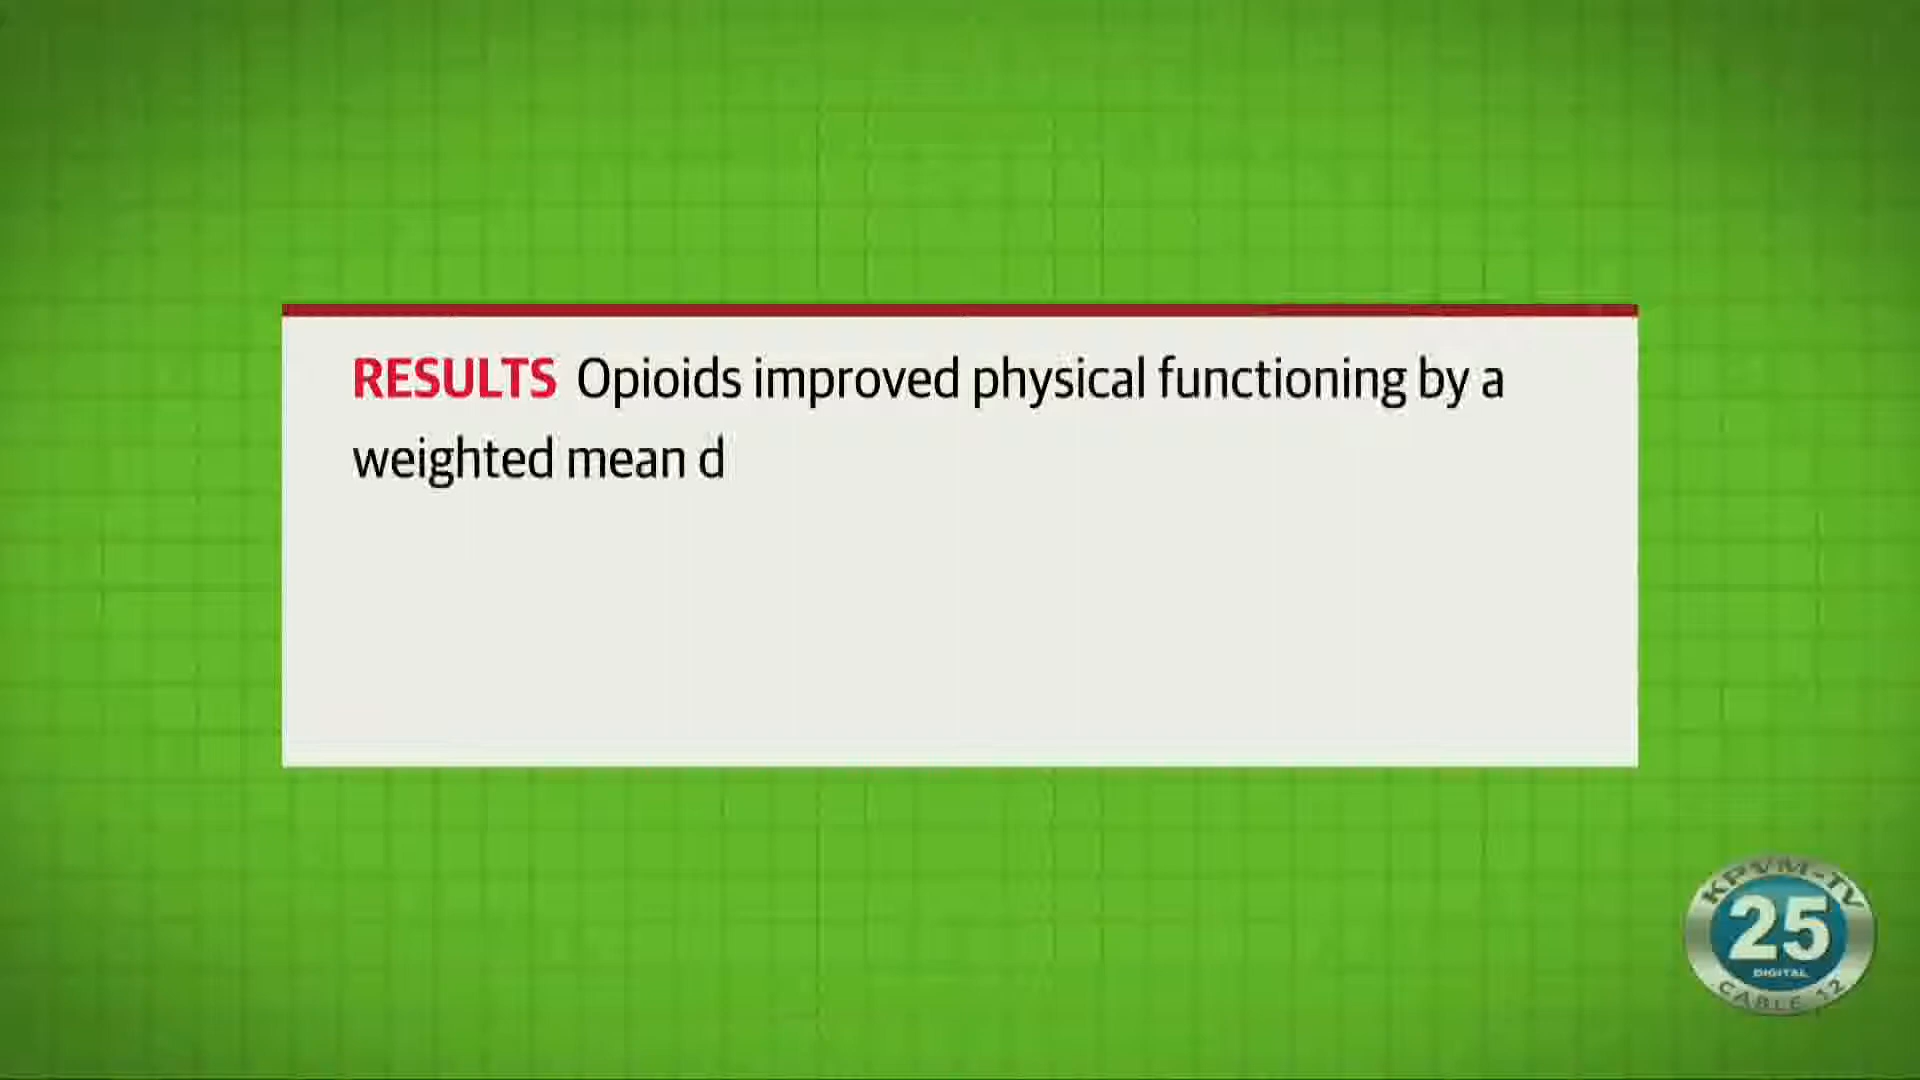 RESULTS Opioids improved physical functioning by a
weighted mean d
KPVM-TV
25
DIGITAL
CABLE 12